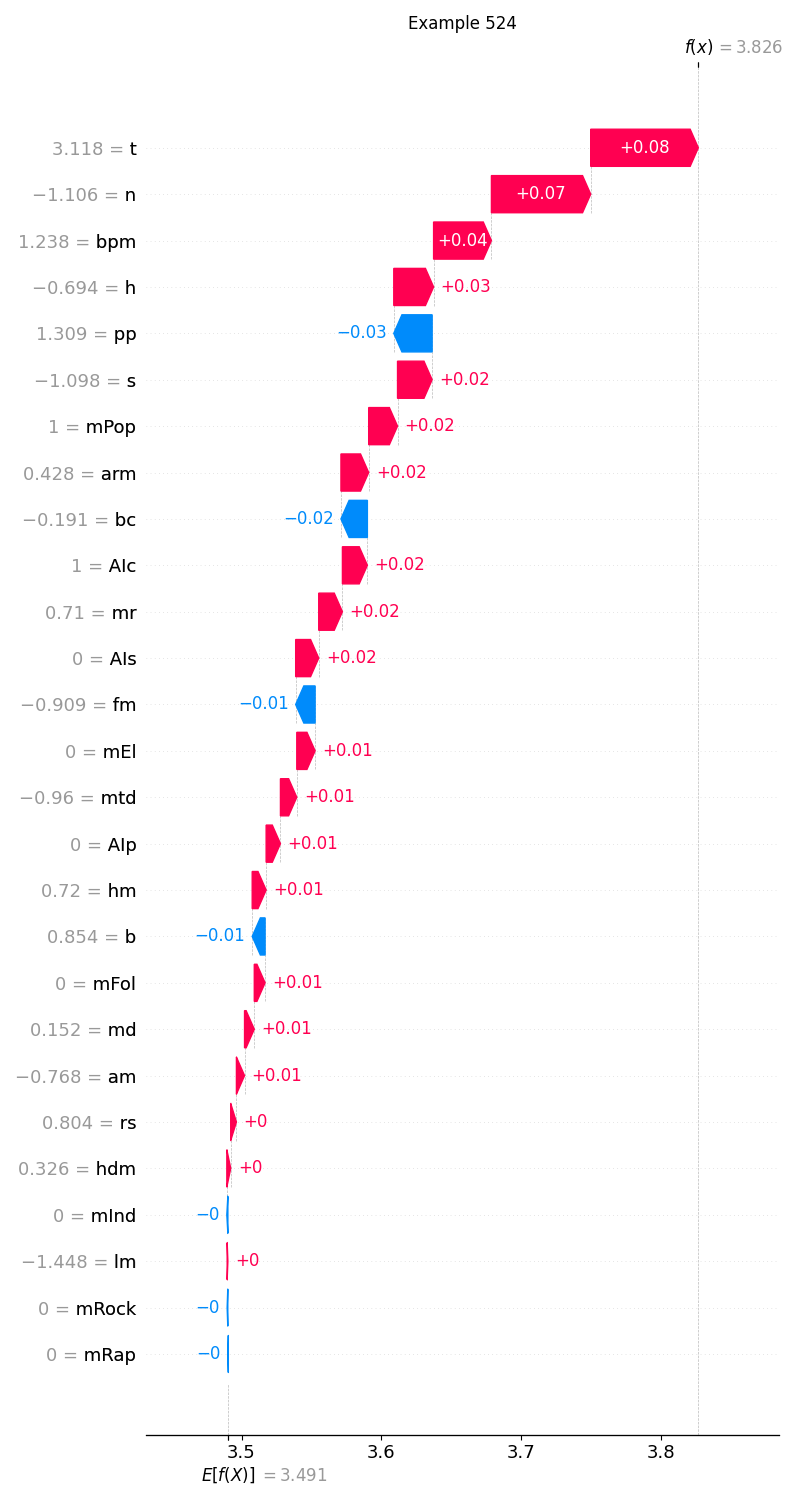 Example 524
f(x) = 3.826
3.118 = t
+0.08
−1.106 = n
+0.07
1.238 = bpm
+0.04
−0.694 = h
+0.03
1.309 = pp
−0.03
−1.098 = s
+0.02
1 = mPop
+0.02
0.428 = arm
+0.02
−0.191 = bc
−0.02
1 = AIc
+0.02
0.71 = mr
+0.02
0 = AIs
+0.02
−0.909 = fm
−0.01
0 = mEl
+0.01
−0.96 = mtd
+0.01
0 = AIp
+0.01
0.72 = hm
+0.01
0.854 = b
−0.01
0 = mFol
+0.01
0.152 = md
+0.01
−0.768 = am
+0.01
0.804 = rs
+0
0.326 = hdm
+0
0 = mInd
−0
−1.448 = lm
+0
0 = mRock
−0
0 = mRap
−0
3.5 3.6 3.7 3.8
E[f(X)] = 3.491